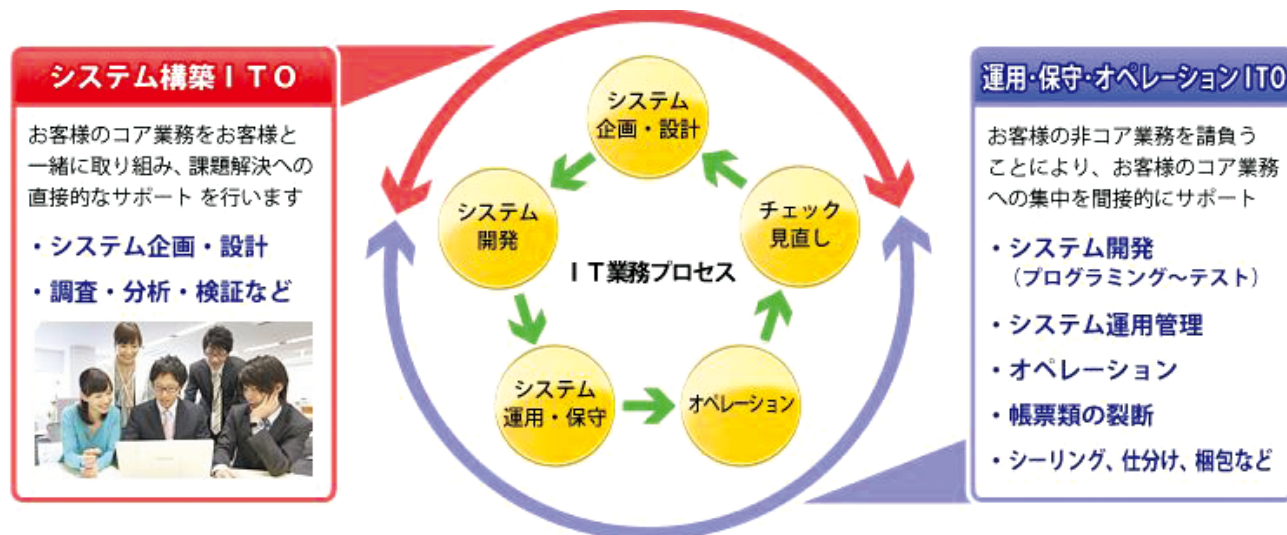 システム構築ITO
お客様のコア業務をお客様と
一緒に取り組み、課題解決への
直接的なサポート を行います
・システム企画・設計
・調査・分析・検証など
システム
企画・設計
システム
開発
チェック
見直し
IT業務プロセス
システム
運用・保守
オペレーション
運用・保守・オペレーションITO
お客様の非コア業務を請負う
ことにより、お客様のコア業務
への集中を間接的にサポート
・システム開発
（プログラミング～テスト）
・システム運用管理
・オペレーション
・帳票類の裂断
・シーリング、仕分け、梱包など